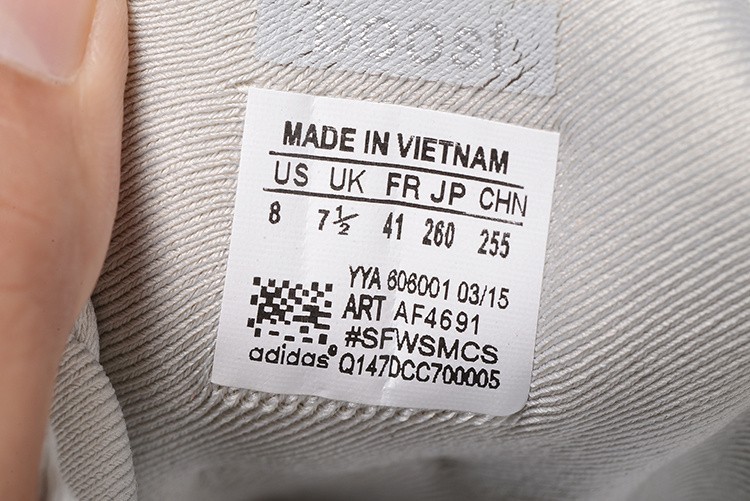 boost
MADE IN VIETNAM
US UK FR JP CHN
8 7½ 41 260 255
YYA 606001 03/15
ART AF4691
#SFWSMCS
adidas® Q147DCC700005